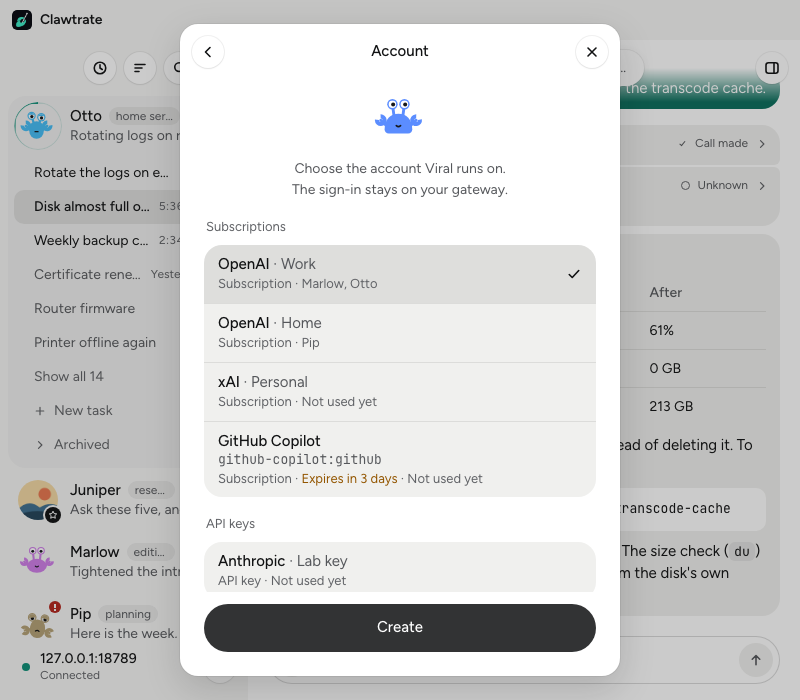 Clawtrate
Account
Choose the account Viral runs on.
The sign-in stays on your gateway.
Subscriptions
OpenAI · Work
Subscription · Marlow, Otto
OpenAI · Home
Subscription · Pip
xAI · Personal
Subscription · Not used yet
GitHub Copilot
github-copilot:github
Subscription · Expires in 3 days · Not used yet
API keys
Anthropic · Lab key
API key · Not used yet
Create
Otto home ser...
Rotating logs on
Rotate the logs on e...
Disk almost full o... 5:36
Weekly backup c... 2:34
Certificate rene... Yeste
Router firmware
Printer offline again
Show all 14
+ New task
Archived
Juniper rese...
Ask these five, an
Marlow editi...
Tightened the int
Pip planning
Here is the week.
127.0.0.1:18789
Connected
the transcode cache.
Call made
Unknown
After
61%
0 GB
213 GB
ead of deleting it. To
transcode-cache
The size check ( du )
m the disk's own